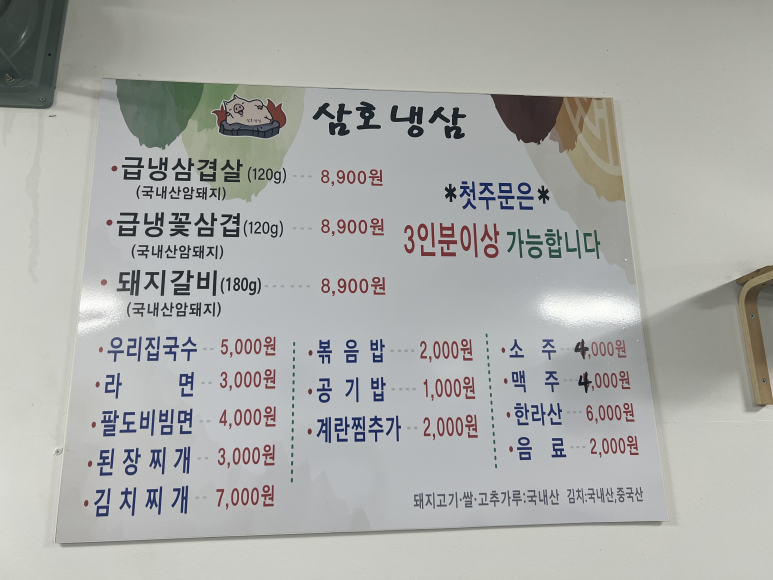 삼호냉삼
•급냉삼겹살(120g) ---- 8,900원
(국내산암돼지)
•급냉꽃삼겹(120g) ---- 8,900원
(국내산암돼지)
•돼지갈비(180g) ---- 8,900원
(국내산암돼지)
*첫주문은*
3인분이상 가능합니다
•우리집국수 -- 5,000원
•라 면 -- 3,000원
•팔도비빔면 -- 4,000원
•된장찌개 -- 3,000원
•김치찌개 -- 7,000원
•볶음밥 ---- 2,000원
•공기밥 ---- 1,000원
•계란찜추가 -- 2,000원
•소 주 -- 4,000원
•맥 주 -- 4,000원
•한라산 -- 6,000원
•음 료 -- 2,000원
돼지고기·쌀·고추가루:국내산 김치:국내산,중국산